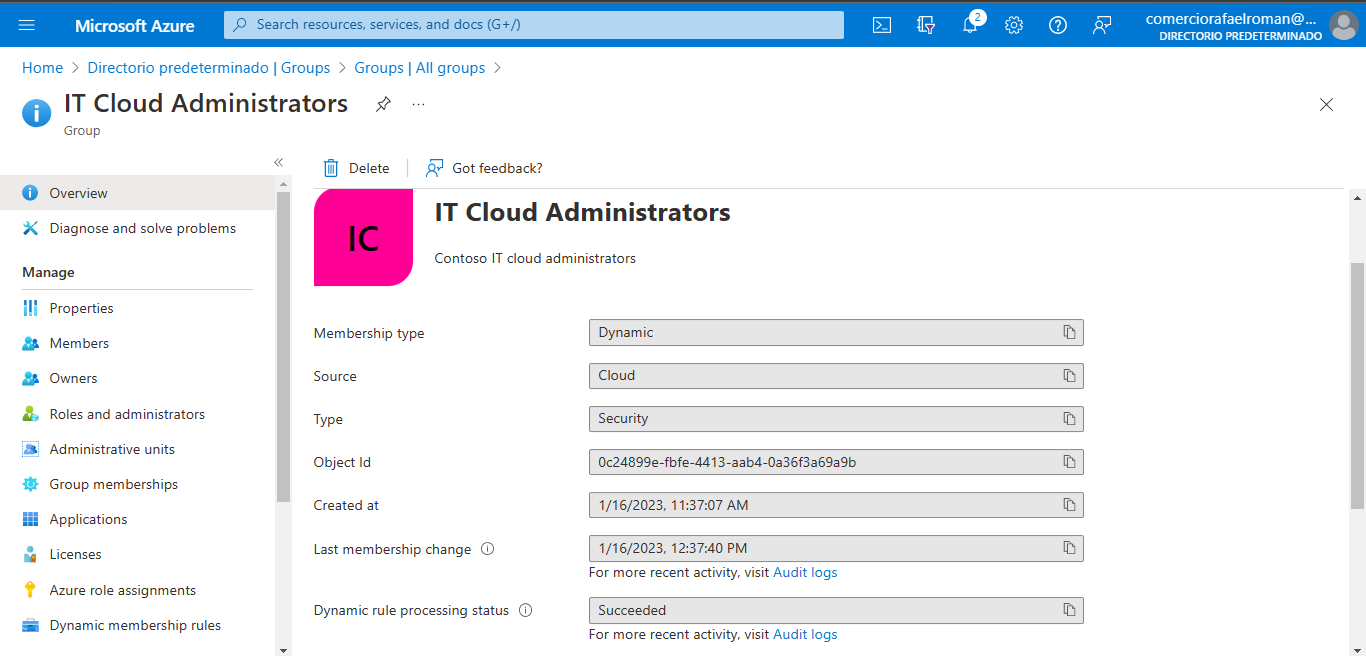 Microsoft Azure
Search resources, services, and docs (G+/)
2
comerciorafaelroman@...
DIRECTORIO PREDETERMINADO
Home > Directorio predeterminado | Groups > Groups | All groups >
IT Cloud Administrators
...
Group
«
Delete
Got feedback?
Overview
Diagnose and solve problems
Manage
Properties
Members
Owners
Roles and administrators
Administrative units
Group memberships
Applications
Licenses
Azure role assignments
Dynamic membership rules
IC
IT Cloud Administrators
Contoso IT cloud administrators
Membership type Dynamic
Source Cloud
Type Security
Object Id 0c24899e-fbfe-4413-aab4-0a36f3a69a9b
Created at 1/16/2023, 11:37:07 AM
Last membership change 1/16/2023, 12:37:40 PM
For more recent activity, visit Audit logs
Dynamic rule processing status Succeeded
For more recent activity, visit Audit logs